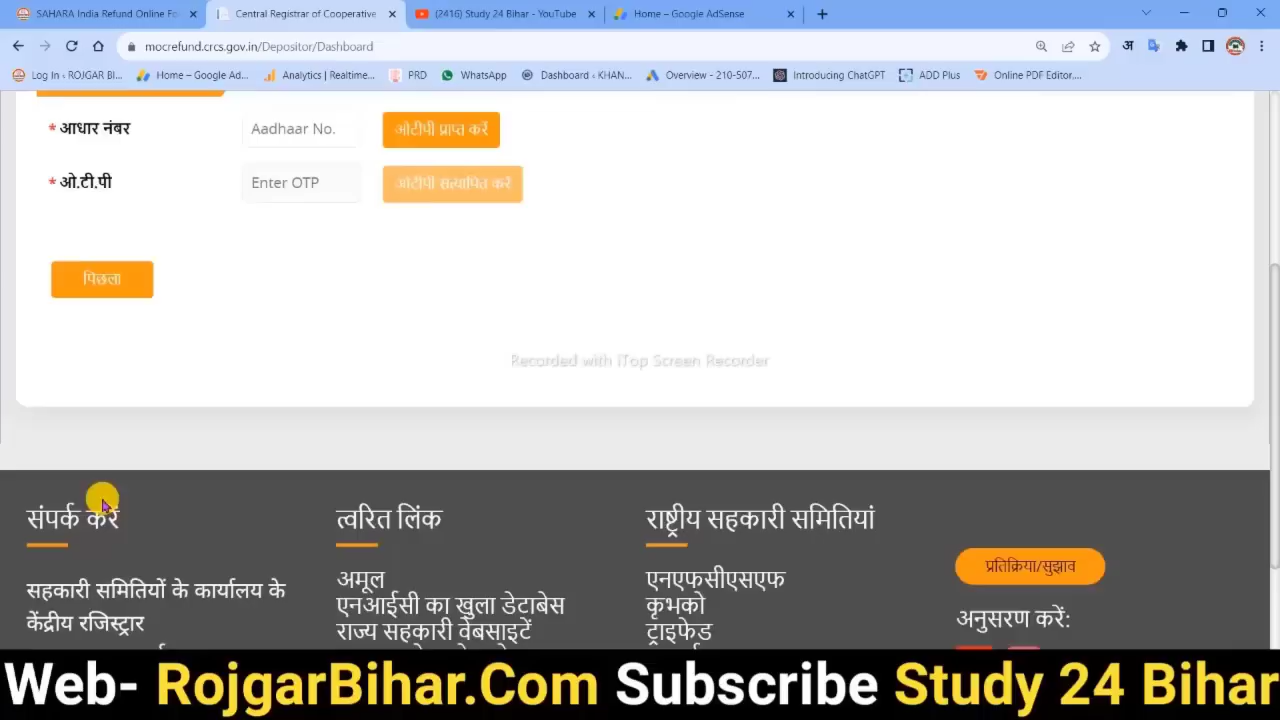 SAHARA India Refund Online Fo
Central Registrar of Cooperative
(2416) Study 24 Bihar - YouTube
Home – Google AdSense
mocrefund.crcs.gov.in/Depositor/Dashboard
Log In ‹ ROJGAR BI...
Home – Google Ad...
Analytics | Realtime...
PRD
WhatsApp
Dashboard ‹ KHAN...
Overview - 210-507...
Introducing ChatGPT
ADD Plus
Online PDF Editor,...
* आधार नंबर
Aadhaar No.
ओटीपी प्राप्त करें
* ओ.टी.पी
Enter OTP
ओटीपी सत्यापित करें
पिछला
Recorded with iTop Screen Recorder
संपर्क करें
त्वरित लिंक
राष्ट्रीय सहकारी समितियां
सहकारी समितियों के कार्यालय के
केंद्रीय रजिस्ट्रार
अमूल
एनआईसी का खुला डेटाबेस
राज्य सहकारी वेबसाइटें
एनएफसीएसएफ
कृभको
ट्राइफेड
प्रतिक्रिया/सुझाव
अनुसरण करें:
Web- RojgarBihar.Com Subscribe Study 24 Bihar